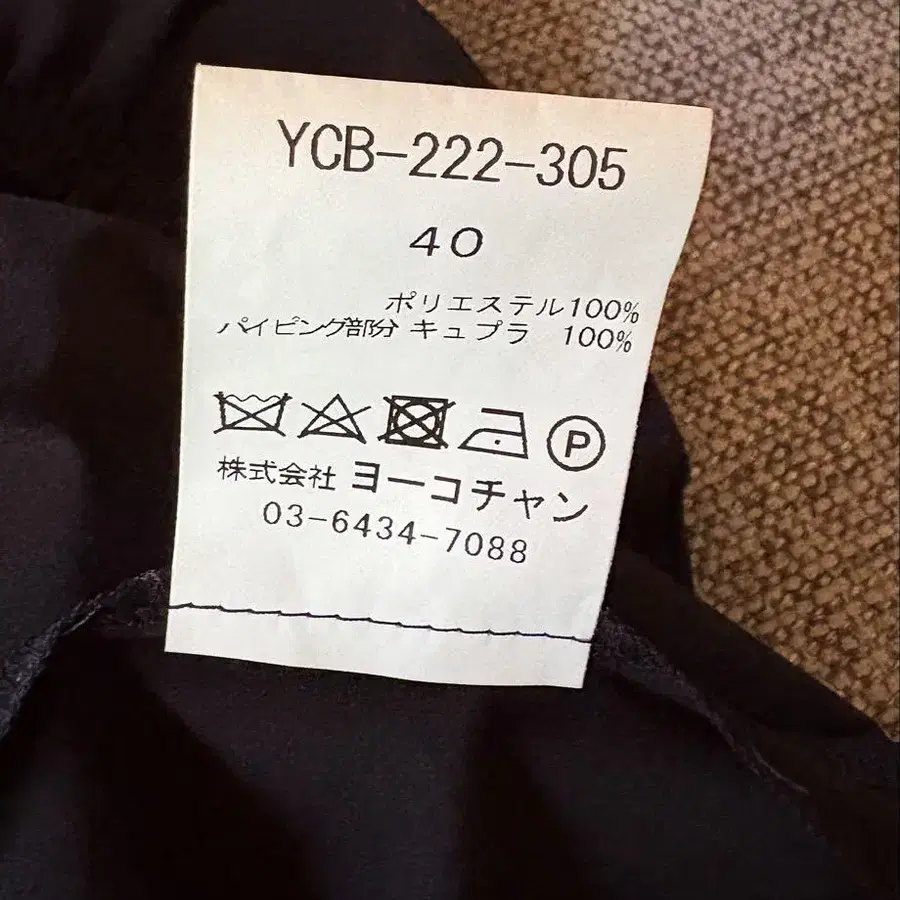 YCB-222-305
40
ポリエステル100%
パイピング部分 キュプラ 100%
P
株式会社 ヨーコチャン
03-6434-7088